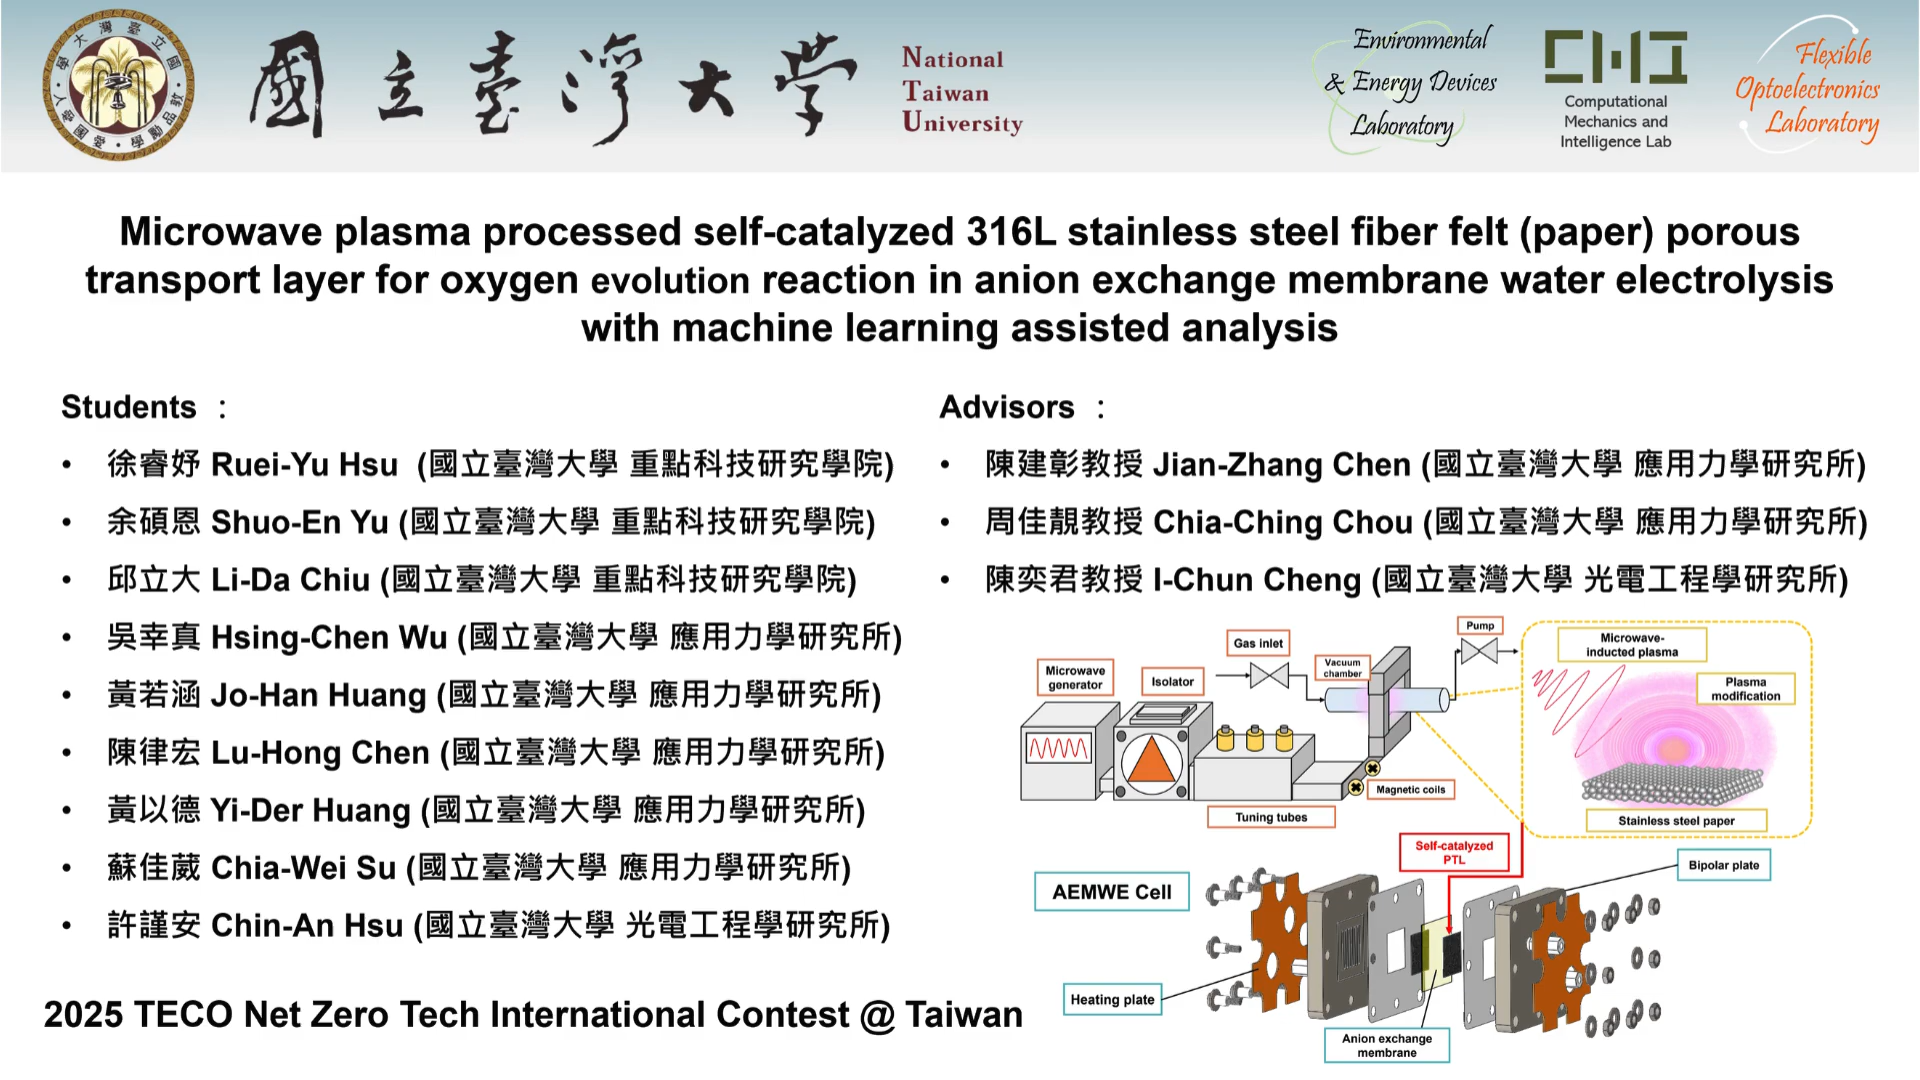 國立臺灣大學
National
Taiwan
University
Environmental
& Energy Devices
Laboratory
CMI
Computational
Mechanics and
Intelligence Lab
Flexible
Optoelectronics
Laboratory
Microwave plasma processed self-catalyzed 316L stainless steel fiber felt (paper) porous
transport layer for oxygen evolution reaction in anion exchange membrane water electrolysis
with machine learning assisted analysis
Students :
• 徐睿妤 Ruei-Yu Hsu (國立臺灣大學 重點科技研究學院)
• 余碩恩 Shuo-En Yu (國立臺灣大學 重點科技研究學院)
• 邱立大 Li-Da Chiu (國立臺灣大學 重點科技研究學院)
• 吳幸真 Hsing-Chen Wu (國立臺灣大學 應用力學研究所)
• 黃若涵 Jo-Han Huang (國立臺灣大學 應用力學研究所)
• 陳律宏 Lu-Hong Chen (國立臺灣大學 應用力學研究所)
• 黃以德 Yi-Der Huang (國立臺灣大學 應用力學研究所)
• 蘇佳葳 Chia-Wei Su (國立臺灣大學 應用力學研究所)
• 許謹安 Chin-An Hsu (國立臺灣大學 光電工程學研究所)
Advisors :
• 陳建彰教授 Jian-Zhang Chen (國立臺灣大學 應用力學研究所)
• 周佳靚教授 Chia-Ching Chou (國立臺灣大學 應用力學研究所)
• 陳奕君教授 I-Chun Cheng (國立臺灣大學 光電工程學研究所)
Microwave
generator
Isolator
Gas inlet
Vacuum
chamber
Pump
Microwave-
inducted plasma
Plasma
modification
Stainless steel paper
Magnetic coils
Tuning tubes
Self-catalyzed
PTL
Bipolar plate
AEMWE Cell
Heating plate
Anion exchange
membrane
2025 TECO Net Zero Tech International Contest @ Taiwan